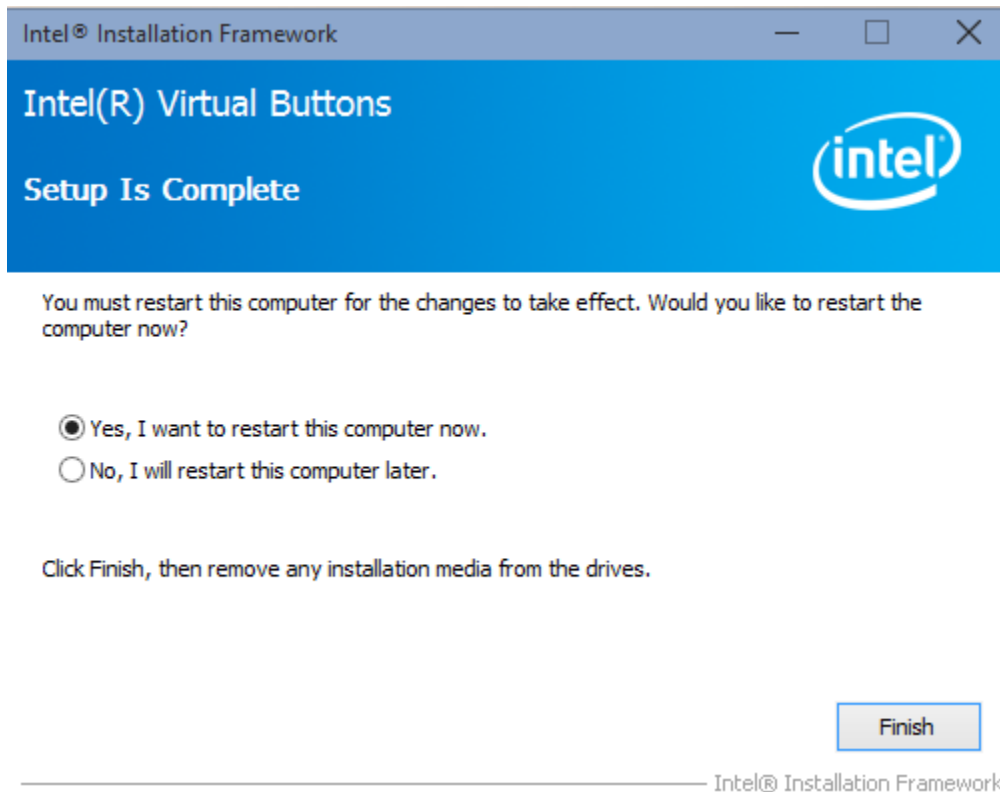 Intel® Installation Framework
Intel(R) Virtual Buttons
intel
Setup Is Complete
You must restart this computer for the changes to take effect. Would you like to restart the
computer now?
Yes, I want to restart this computer now.
No, I will restart this computer later.
Click Finish, then remove any installation media from the drives.
Finish
Intel® Installation Framework